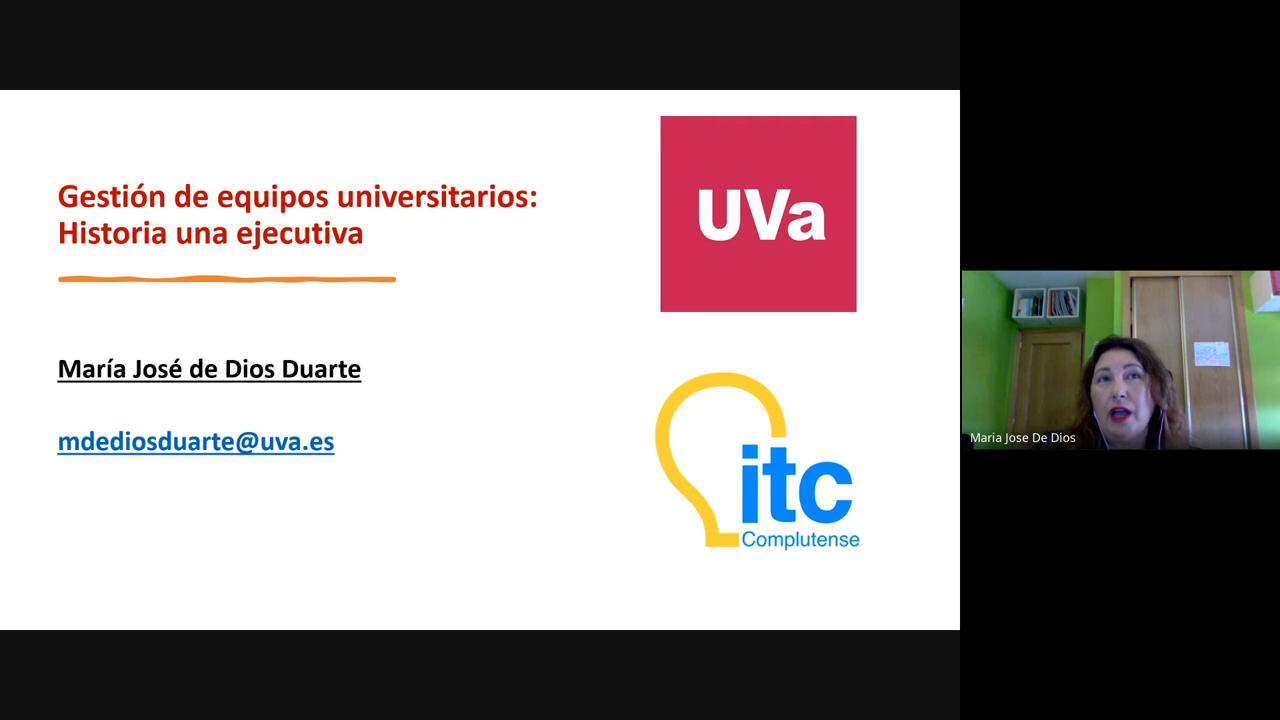 Gestión de equipos universitarios:
Historia una ejecutiva
María José de Dios Duarte
mdediosduarte@uva.es
UVa
itc
Complutense
Maria Jose De Dios